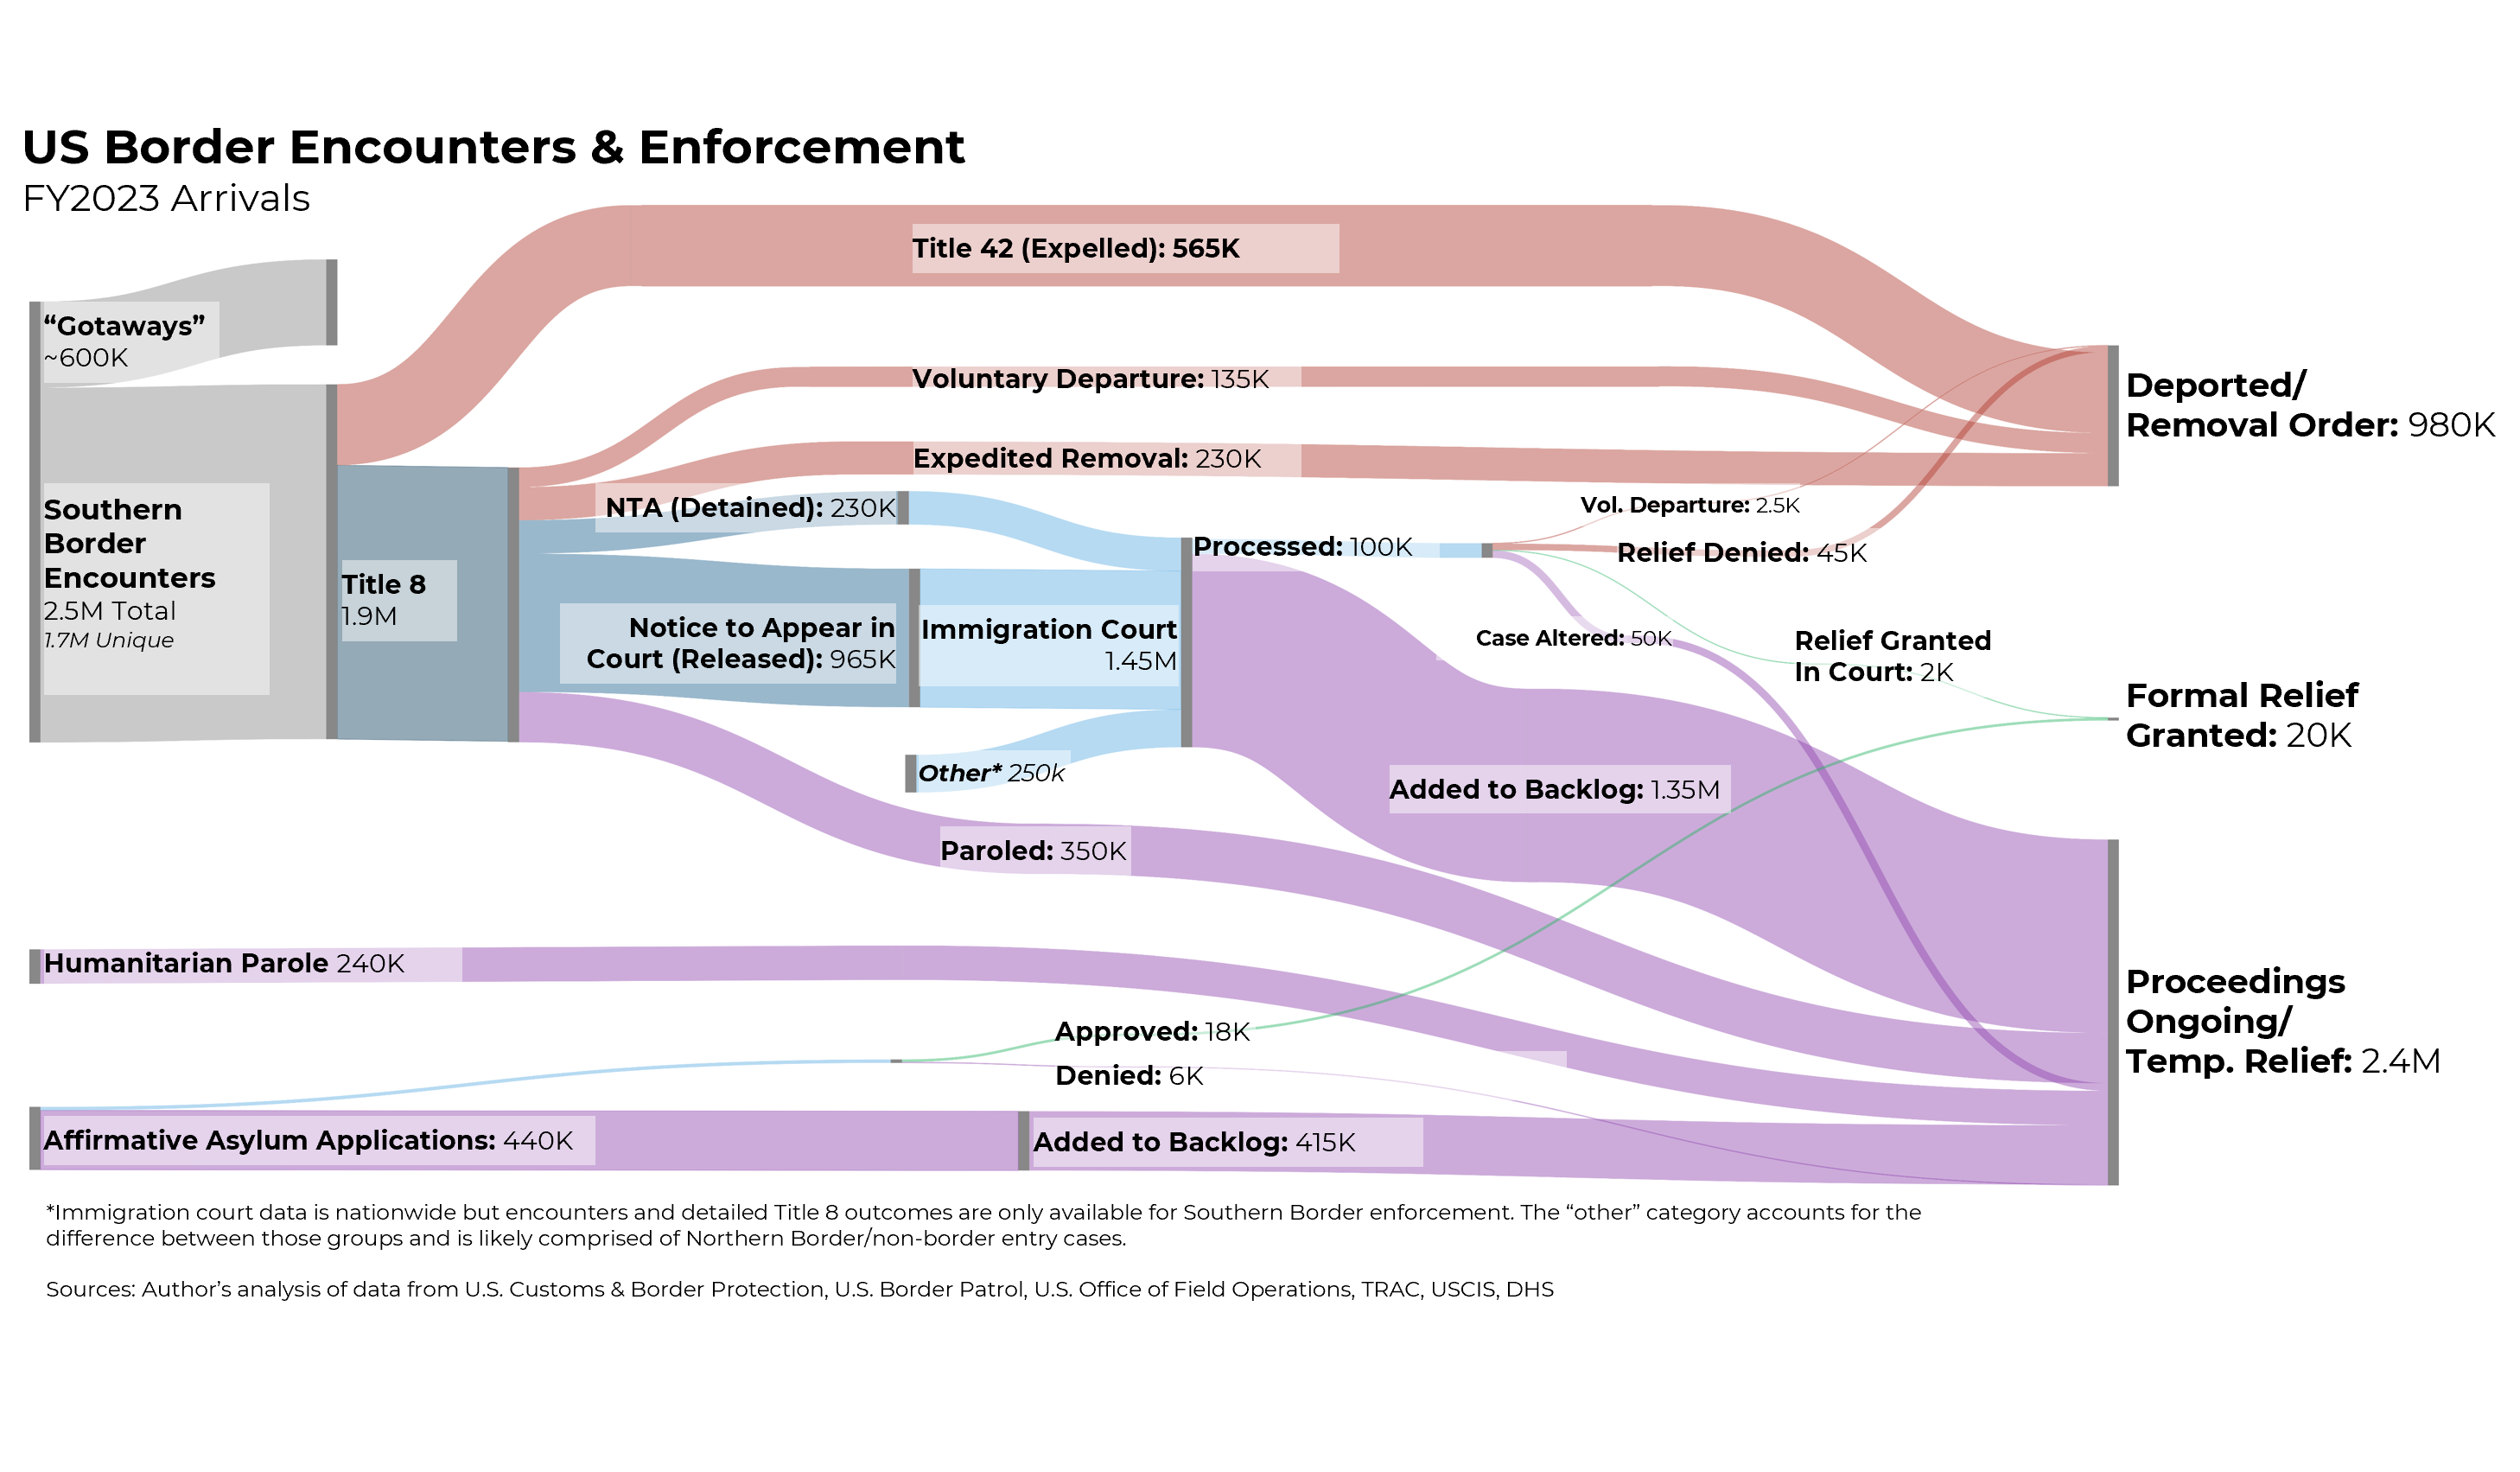 US Border Encounters & Enforcement
FY2023 Arrivals
Title 42 (Expelled): 565K
“Gotaways”
~600K
Voluntary Departure: 135K
Deported/
Removal Order: 980K
Expedited Removal: 230K
NTA (Detained): 230K
Vol. Departure: 2.5K
Southern
Border
Encounters
2.5M Total
1.7M Unique
Processed: 100K
Relief Denied: 45K
Title 8
1.9M
Notice to Appear in
Court (Released): 965K
Immigration Court
1.45M
Case Altered: 50K
Relief Granted
In Court: 2K
Formal Relief
Granted: 20K
Other* 250k
Added to Backlog: 1.35M
Paroled: 350K
Humanitarian Parole 240K
Proceedings
Ongoing/
Temp. Relief: 2.4M
Approved: 18K
Denied: 6K
Affirmative Asylum Applications: 440K
Added to Backlog: 415K
*Immigration court data is nationwide but encounters and detailed Title 8 outcomes are only available for Southern Border enforcement. The “other” category accounts for the
difference between those groups and is likely comprised of Northern Border/non-border entry cases.
Sources: Author’s analysis of data from U.S. Customs & Border Protection, U.S. Border Patrol, U.S. Office of Field Operations, TRAC, USCIS, DHS